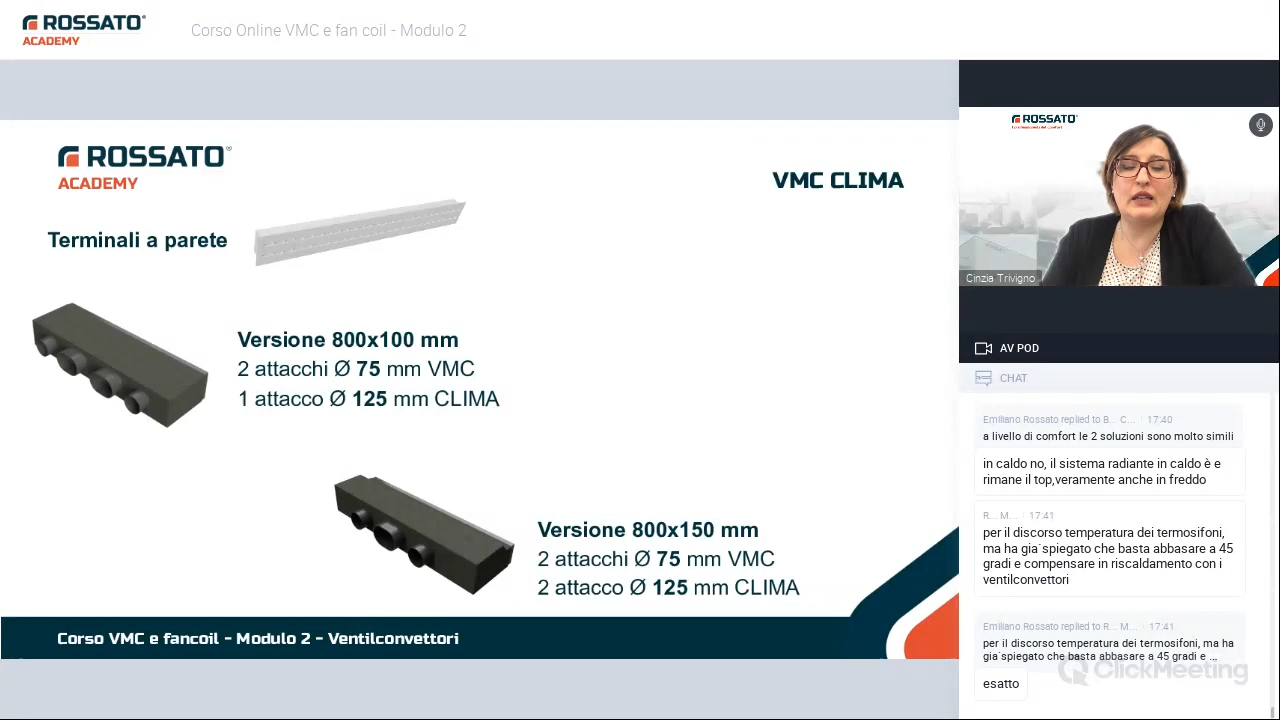 ROSSATO
ACADEMY
Corso Online VMC e fan coil - Modulo 2
ROSSATO®
ACADEMY
VMC CLIMA
Terminali a parete
Versione 800x100 mm
2 attacchi Ø 75 mm VMC
1 attacco Ø 125 mm CLIMA
Versione 800x150 mm
2 attacchi Ø 75 mm VMC
2 attacco Ø 125 mm CLIMA
Corso VMC e fancoil - Modulo 2 - Ventilconvettori
ROSSATO
Cinzia Trivigno
AV POD
CHAT
Emiliano Rossato replied to B... C... 17:40
a livello di comfort le 2 soluzioni sono molto simili
in caldo no, il sistema radiante in caldo è e
rimane il top,veramente anche in freddo
R... M... 17:41
per il discorso temperatura dei termosifoni,
ma ha gia´spiegato che basta abbasare a 45
gradi e compensare in riscaldamento con i
ventilconvettori
Emiliano Rossato replied to R... M... 17:41
per il discorso temperatura dei termosifoni, ma ha
gia´spiegato che basta abbasare a 45 gradi e ...
ClickMeeting
esatto